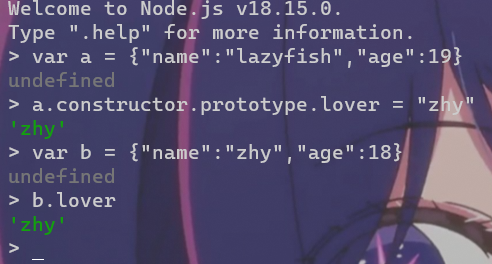 Welcome to Node.js v18.15.0.
Type ".help" for more information.
> var a = {"name":"lazyfish","age":19}
undefined
> a.constructor.prototype.lover = "zhy"
'zhy'
> var b = {"name":"zhy","age":18}
undefined
> b.lover
'zhy'
> _